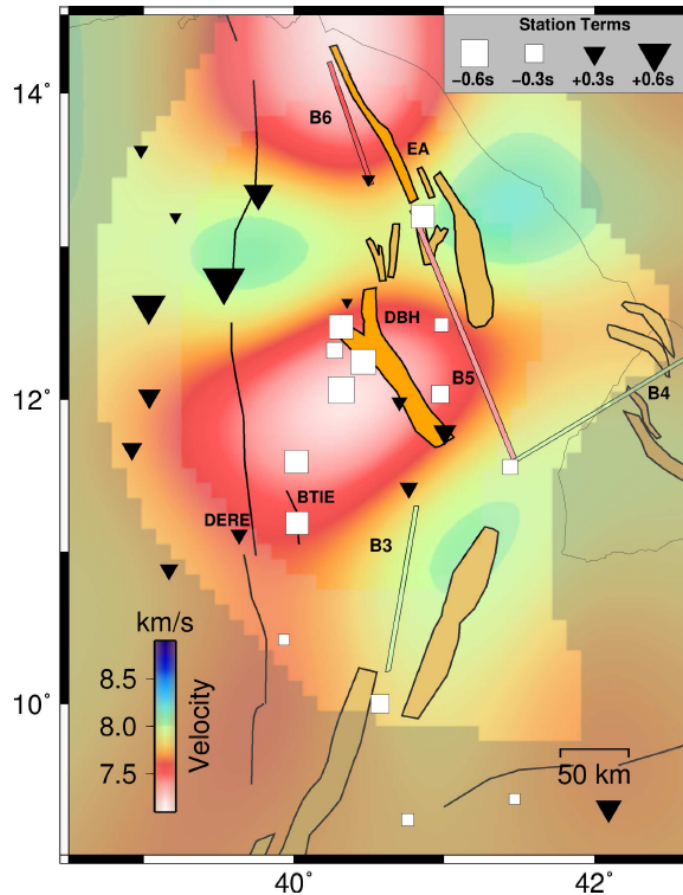 Station Terms
−0.6s −0.3s +0.3s +0.6s
14°
B6
EA
DBH
12°
B5
B4
BTIE
DERE
B3
km/s
8.5
8.0
7.5
Velocity
10°
50 km
40° 42°